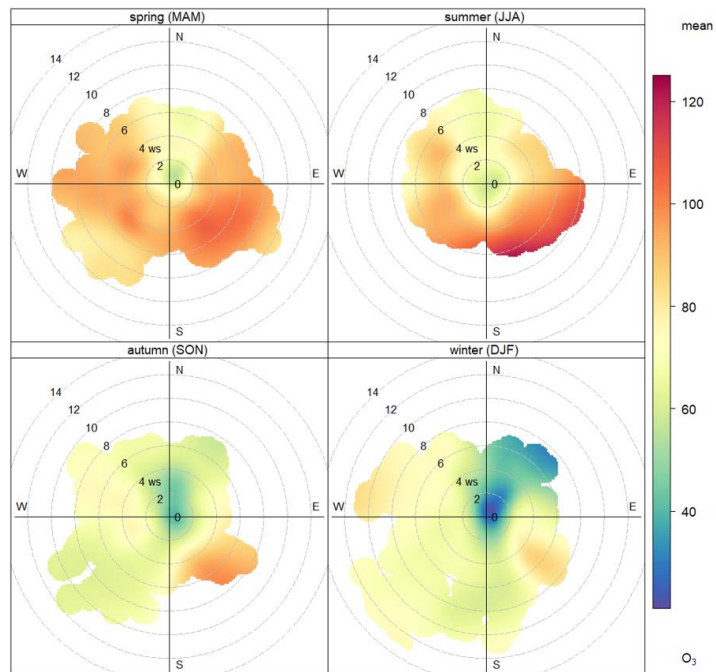 spring (MAM)
N
14
12
10
8
6
4 ws
2
0
W
E
S
summer (JJA)
N
14
12
10
8
6
4 ws
2
0
W
E
S
autumn (SON)
N
14
12
10
8
6
4 ws
2
0
W
E
S
winter (DJF)
N
14
12
10
8
6
4 ws
2
0
W
E
S
mean
120
100
80
60
40
O₃